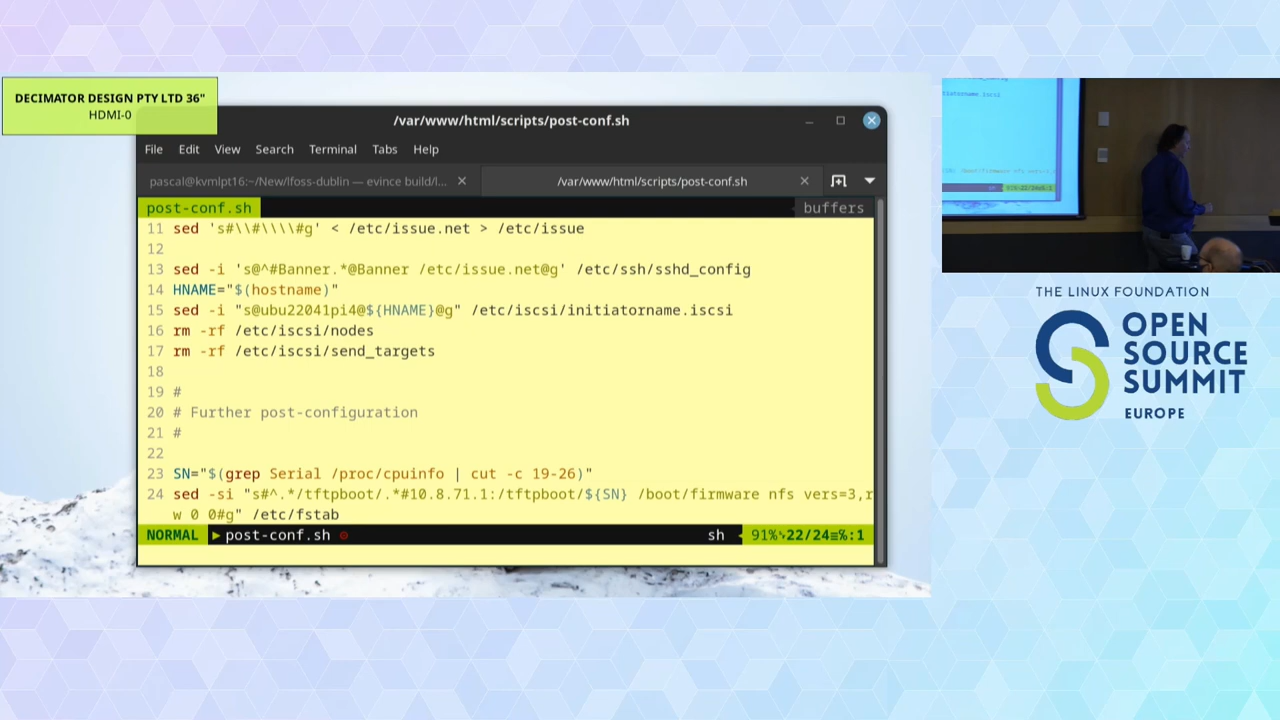 DECIMATOR DESIGN PTY LTD 36"
HDMI-0
/var/www/html/scripts/post-conf.sh
File Edit View Search Terminal Tabs Help
pascal@kvmlpt16:~/New/lfoss-dublin — evince build/l...
/var/www/html/scripts/post-conf.sh
post-conf.sh
buffers
11 sed 's#\\#\\\\#g' < /etc/issue.net > /etc/issue
12
13 sed -i 's@^#Banner.*@Banner /etc/issue.net@g' /etc/ssh/sshd_config
14 HNAME="$(hostname)"
15 sed -i "s@ubu22041pi4@${HNAME}@g" /etc/iscsi/initiatorname.iscsi
16 rm -rf /etc/iscsi/nodes
17 rm -rf /etc/iscsi/send_targets
18
19 #
20 # Further post-configuration
21 #
22
23 SN="$(grep Serial /proc/cpuinfo | cut -c 19-26)"
24 sed -si "s#^.*/tftpboot/.*#10.8.71.1:/tftpboot/${SN} /boot/firmware nfs vers=3,r
w 0 0#g" /etc/fstab
NORMAL post-conf.sh sh 91% 22/24≡%:1
THE LINUX FOUNDATION
OPEN
SOURCE
SUMMIT
EUROPE